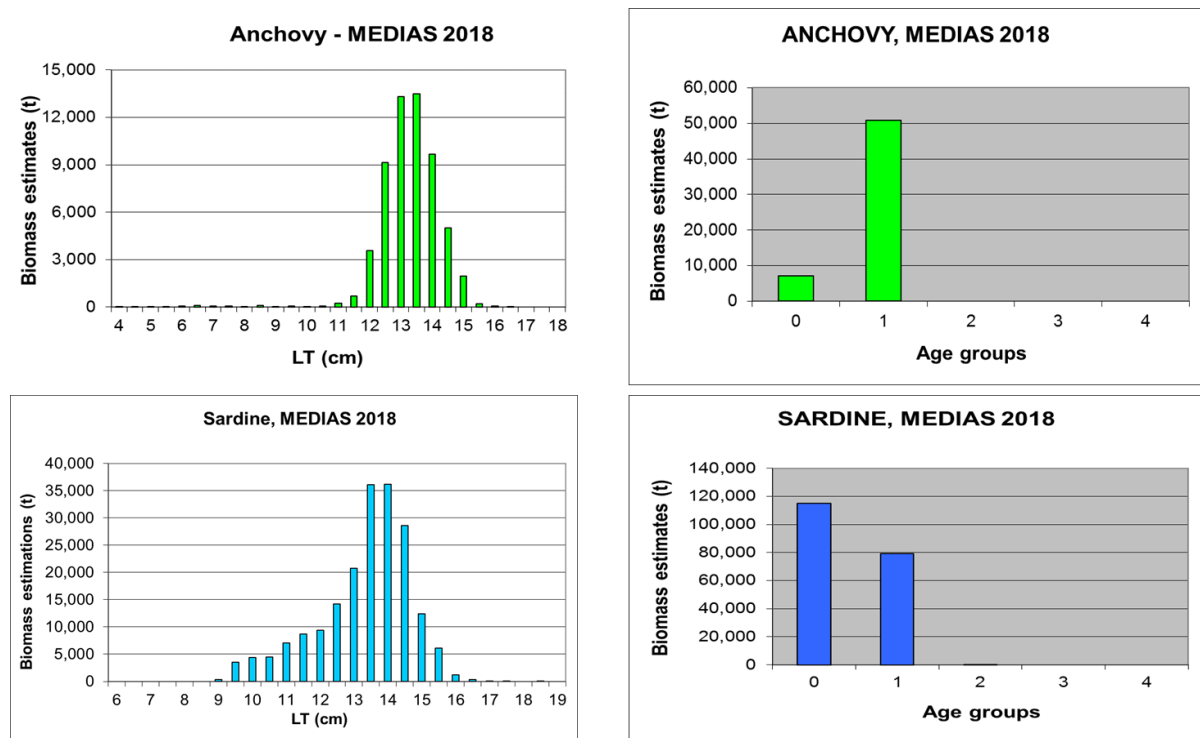 Anchovy - MEDIAS 2018
15,000
12,000
9,000
6,000
3,000
0
Biomass estimates (t)
4 5 6 7 8 9 10 11 12 13 14 15 16 17 18
LT (cm)
ANCHOVY, MEDIAS 2018
60,000
50,000
40,000
30,000
20,000
10,000
0
Biomass estimates (t)
0 1 2 3 4
Age groups
Sardine, MEDIAS 2018
40,000
35,000
30,000
25,000
20,000
15,000
10,000
5,000
0
Biomass estimations (t)
6 7 8 9 10 11 12 13 14 15 16 17 18 19
LT (cm)
SARDINE, MEDIAS 2018
140,000
120,000
100,000
80,000
60,000
40,000
20,000
0
Biomass estimates (t)
0 1 2 3 4
Age groups